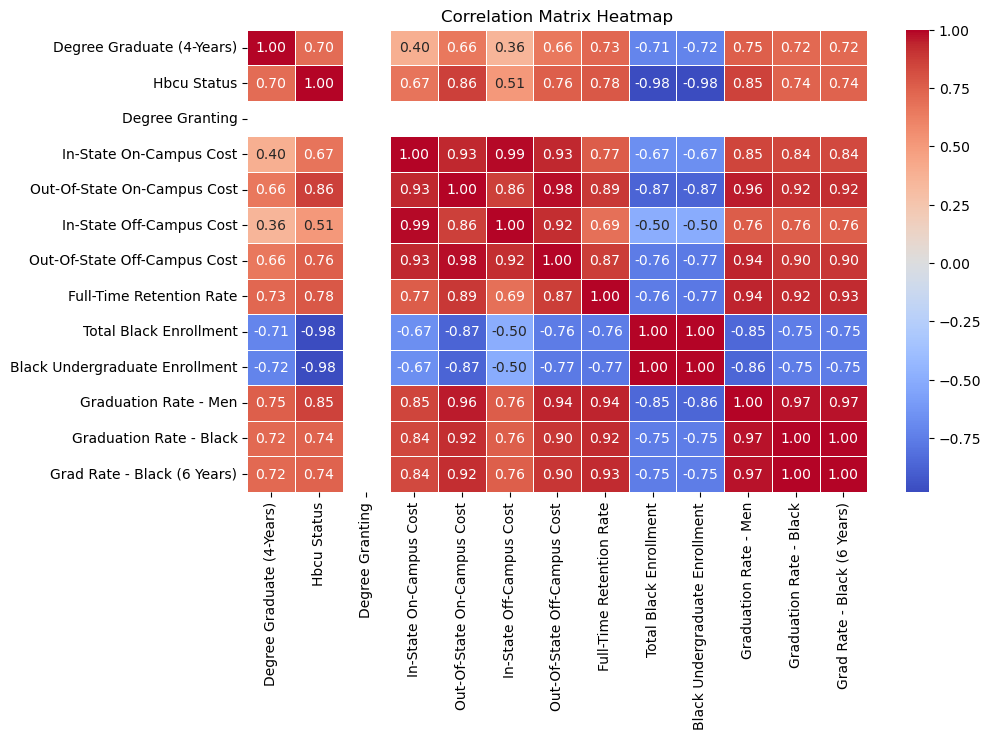 Correlation Matrix Heatmap
Degree Graduate (4-Years) 1.00 0.70 0.40 0.66 0.36 0.66 0.73 -0.71 -0.72 0.75 0.72 0.72
Hbcu Status 0.70 1.00 0.67 0.86 0.51 0.76 0.78 -0.98 -0.98 0.85 0.74 0.74
Degree Granting
In-State On-Campus Cost 0.40 0.67 1.00 0.93 0.99 0.93 0.77 -0.67 -0.67 0.85 0.84 0.84
Out-Of-State On-Campus Cost 0.66 0.86 0.93 1.00 0.86 0.98 0.89 -0.87 -0.87 0.96 0.92 0.92
In-State Off-Campus Cost 0.36 0.51 0.99 0.86 1.00 0.92 0.69 -0.50 -0.50 0.76 0.76 0.76
Out-Of-State Off-Campus Cost 0.66 0.76 0.93 0.98 0.92 1.00 0.87 -0.76 -0.77 0.94 0.90 0.90
Full-Time Retention Rate 0.73 0.78 0.77 0.89 0.69 0.87 1.00 -0.76 -0.77 0.94 0.92 0.93
Total Black Enrollment -0.71 -0.98 -0.67 -0.87 -0.50 -0.76 -0.76 1.00 1.00 -0.85 -0.75 -0.75
Black Undergraduate Enrollment -0.72 -0.98 -0.67 -0.87 -0.50 -0.77 -0.77 1.00 1.00 -0.86 -0.75 -0.75
Graduation Rate - Men 0.75 0.85 0.85 0.96 0.76 0.94 0.94 -0.85 -0.86 1.00 0.97 0.97
Graduation Rate - Black 0.72 0.74 0.84 0.92 0.76 0.90 0.92 -0.75 -0.75 0.97 1.00 1.00
Grad Rate - Black (6 Years) 0.72 0.74 0.84 0.92 0.76 0.90 0.93 -0.75 -0.75 0.97 1.00 1.00
Degree Graduate (4-Years)
Hbcu Status
Degree Granting
In-State On-Campus Cost
Out-Of-State On-Campus Cost
In-State Off-Campus Cost
Out-Of-State Off-Campus Cost
Full-Time Retention Rate
Total Black Enrollment
Black Undergraduate Enrollment
Graduation Rate - Men
Graduation Rate - Black
Grad Rate - Black (6 Years)
1.00
0.75
0.50
0.25
0.00
−0.25
−0.50
−0.75